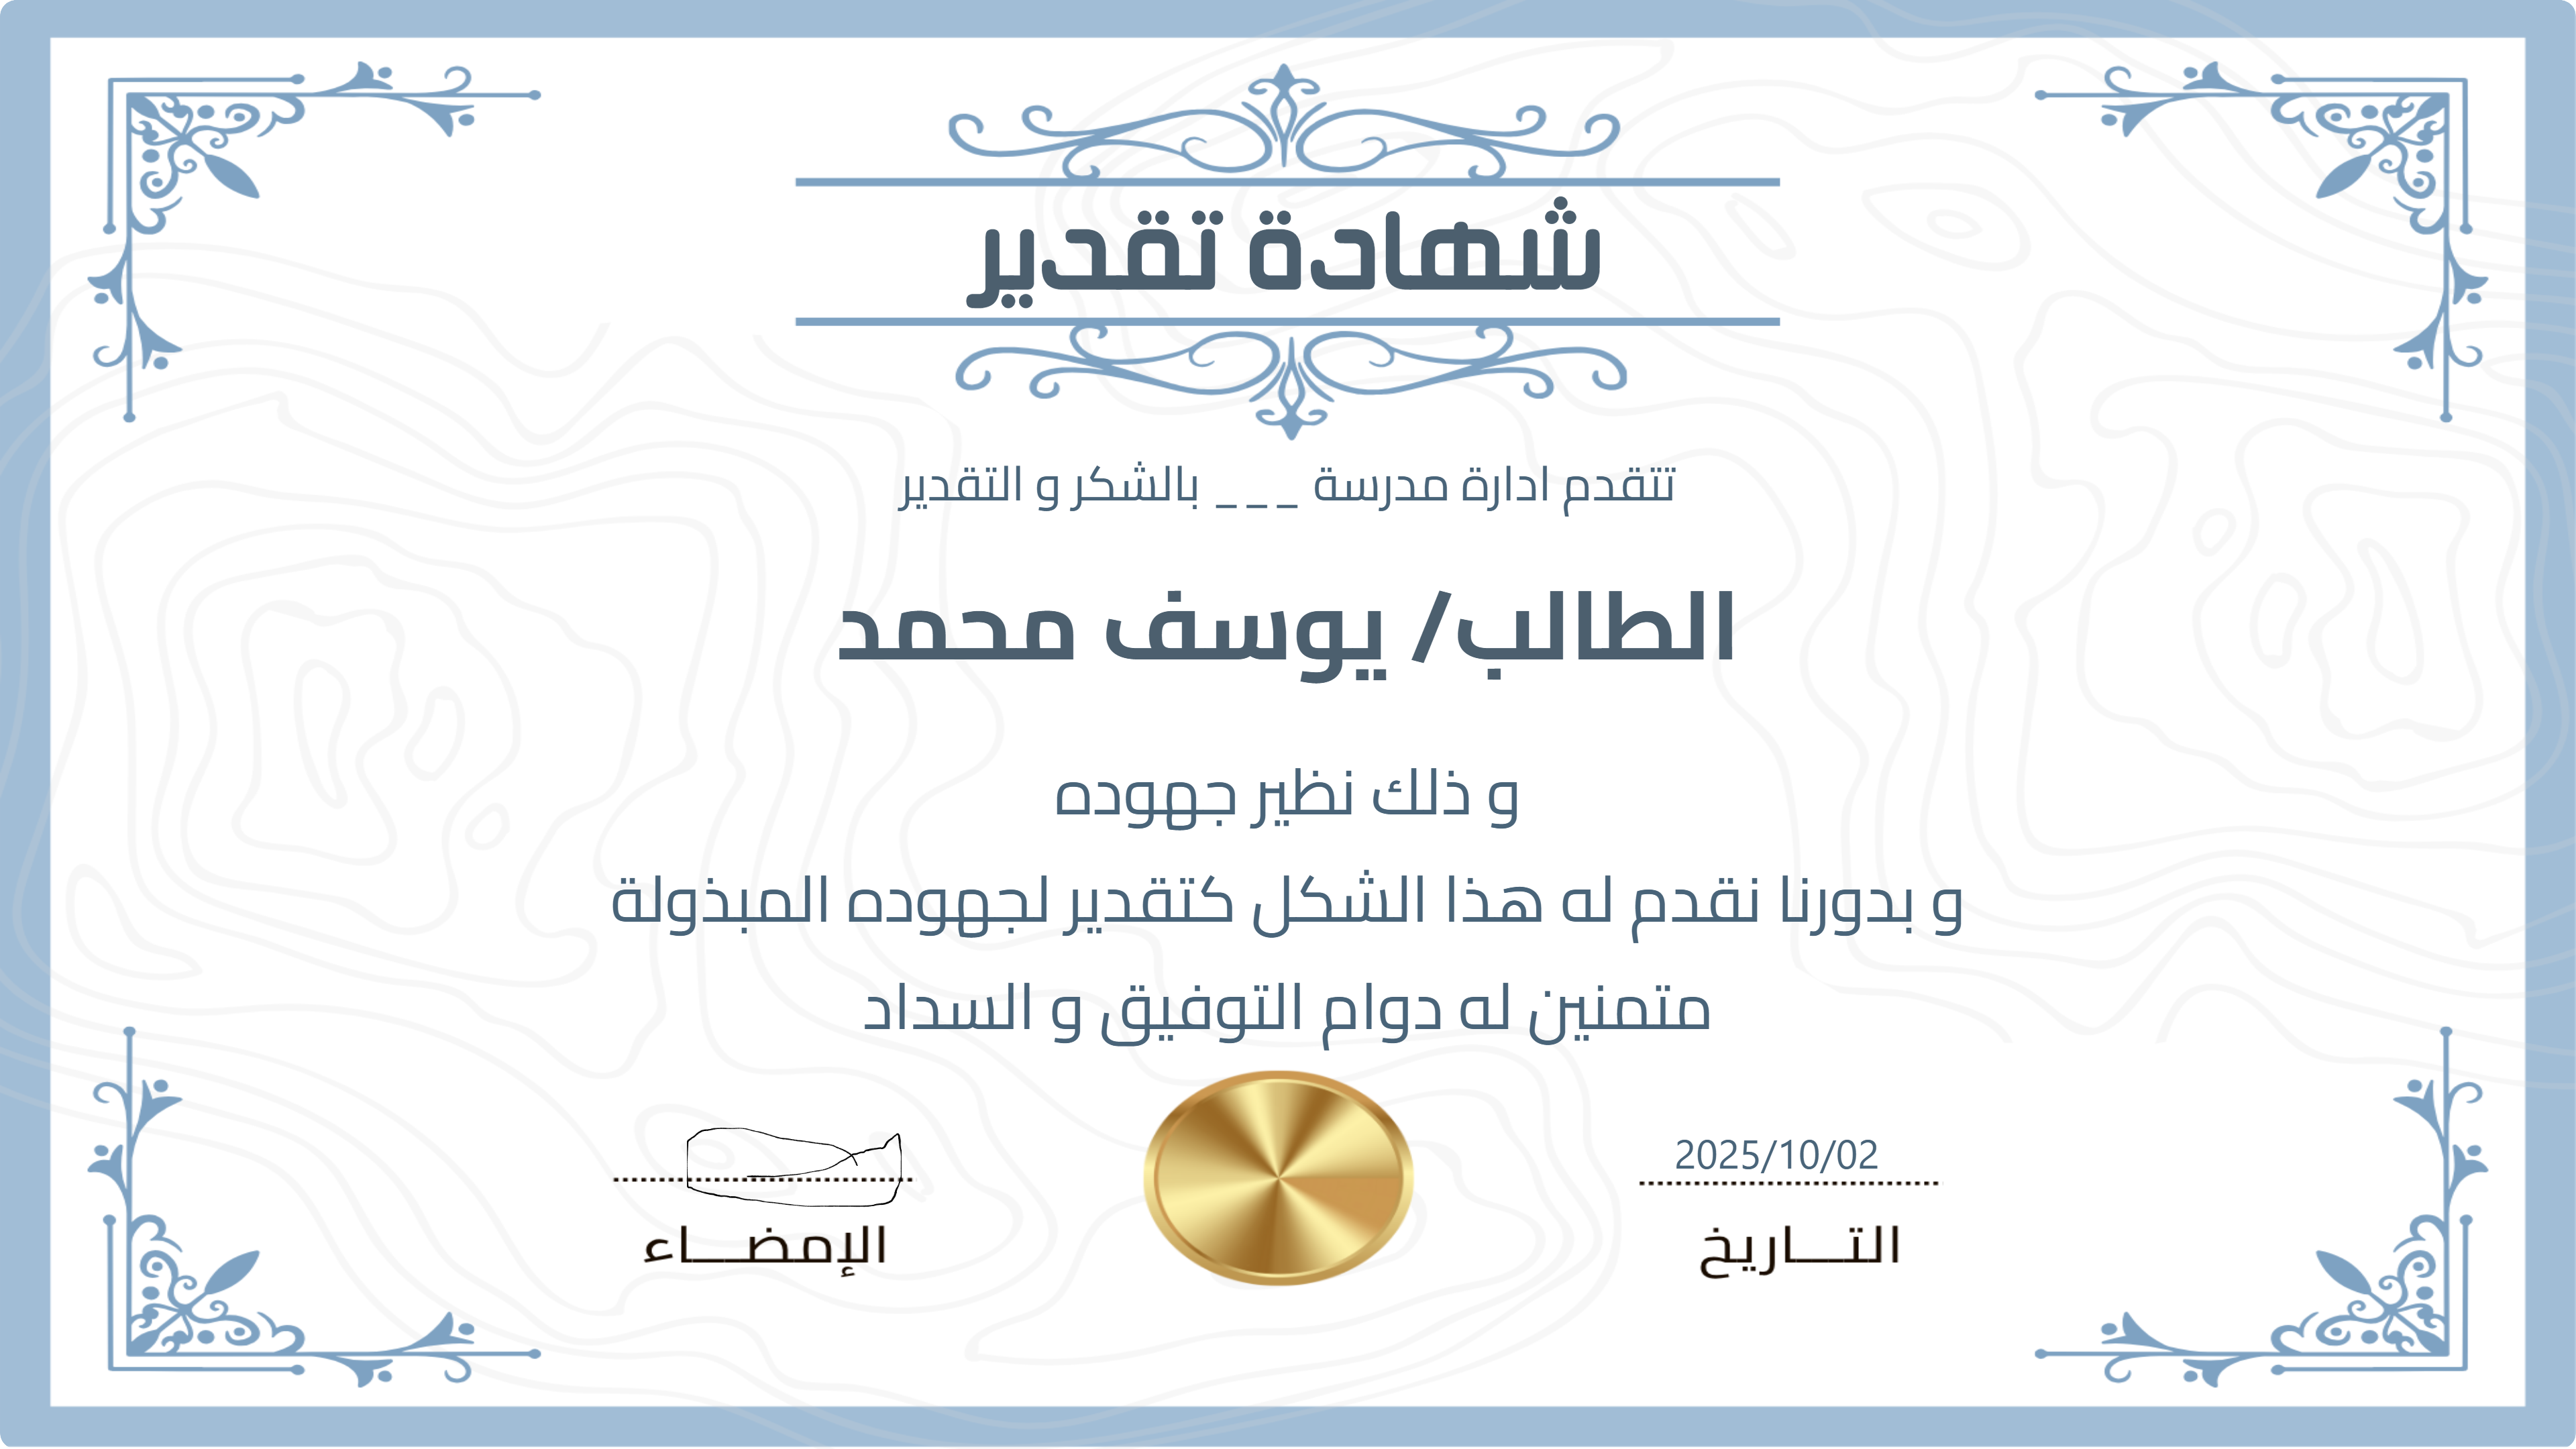 شهادة تقدير
تتقدم ادارة مدرسة _ _ _ بالشكر و التقدير
الطالب/ يوسف محمد
و ذلك نظير جهوده
و بدورنا نقدم له هذا الشكل كتقدير لجهوده المبذولة
متمنين له دوام التوفيق و السداد
2025/10/02
التـــاريخ
الإمضـــاء